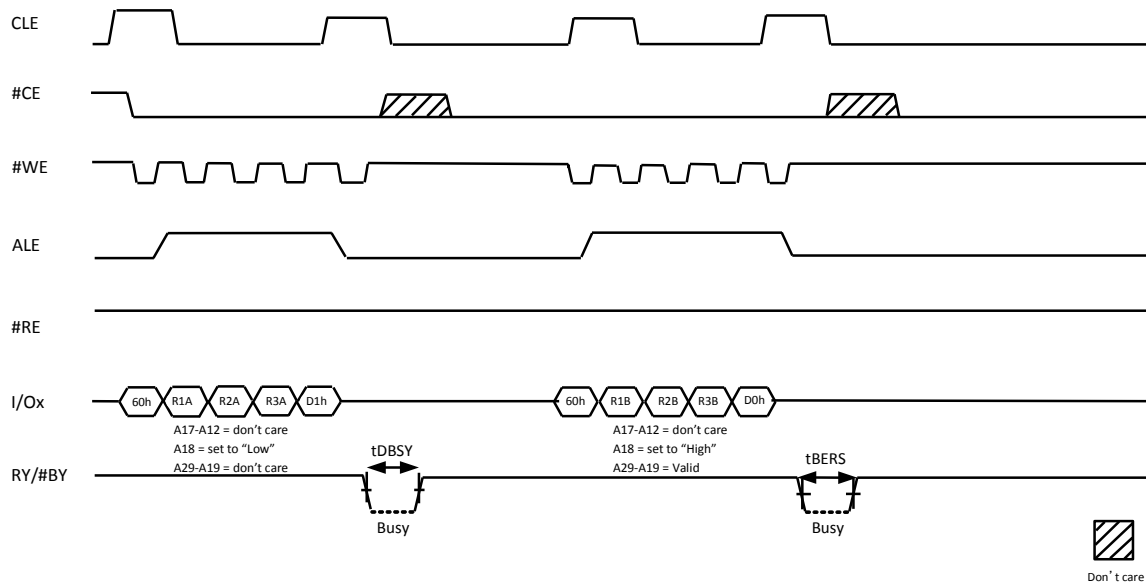 CLE
#CE
#WE
ALE
#RE
I/Ox
60h R1A R2A R3A D1h 60h R1B R2B R3B D0h
A17-A12 = don’t care
A18 = set to “Low”
A29-A19 = don’t care
A17-A12 = don’t care
A18 = set to “High”
A29-A19 = Valid
RY/#BY
tDBSY
Busy
tBERS
Busy
Don’t care